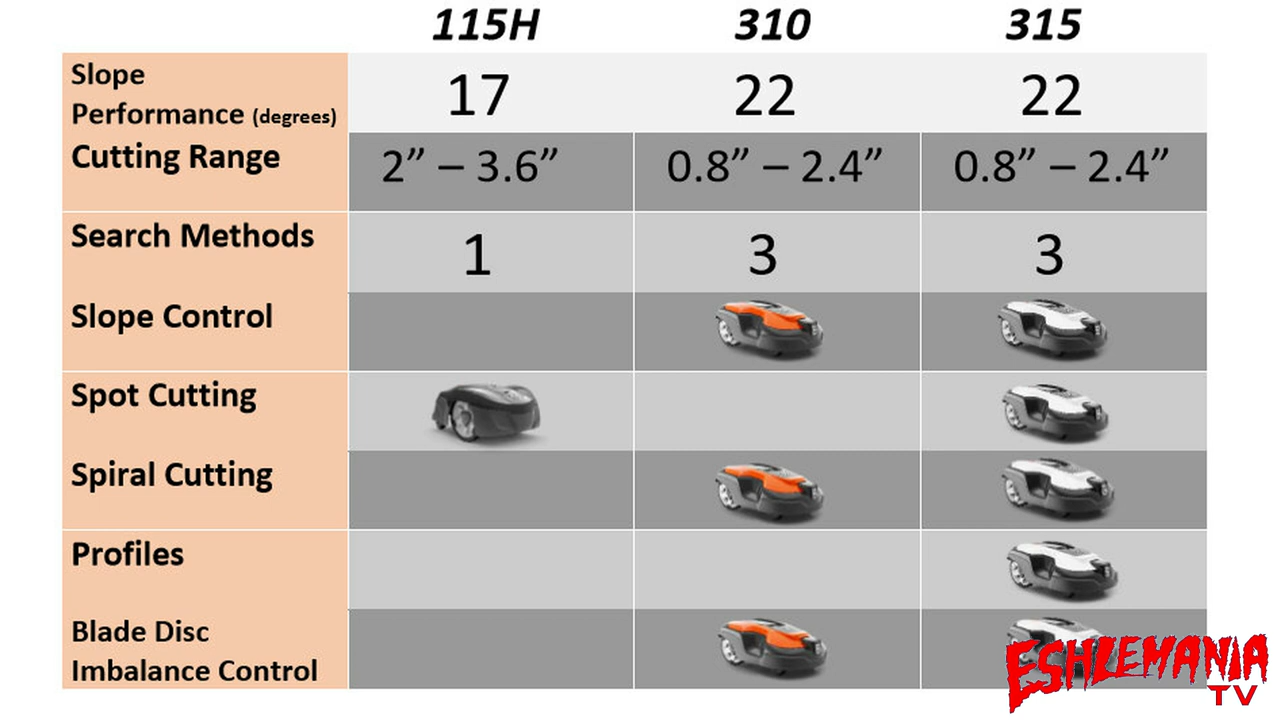 115H 310 315
Slope
Performance (degrees) 17 22 22
Cutting Range 2” – 3.6” 0.8” – 2.4” 0.8” – 2.4”
Search Methods 1 3 3
Slope Control
Spot Cutting
Spiral Cutting
Profiles
Blade Disc
Imbalance Control
ESHLEMANIA
TV